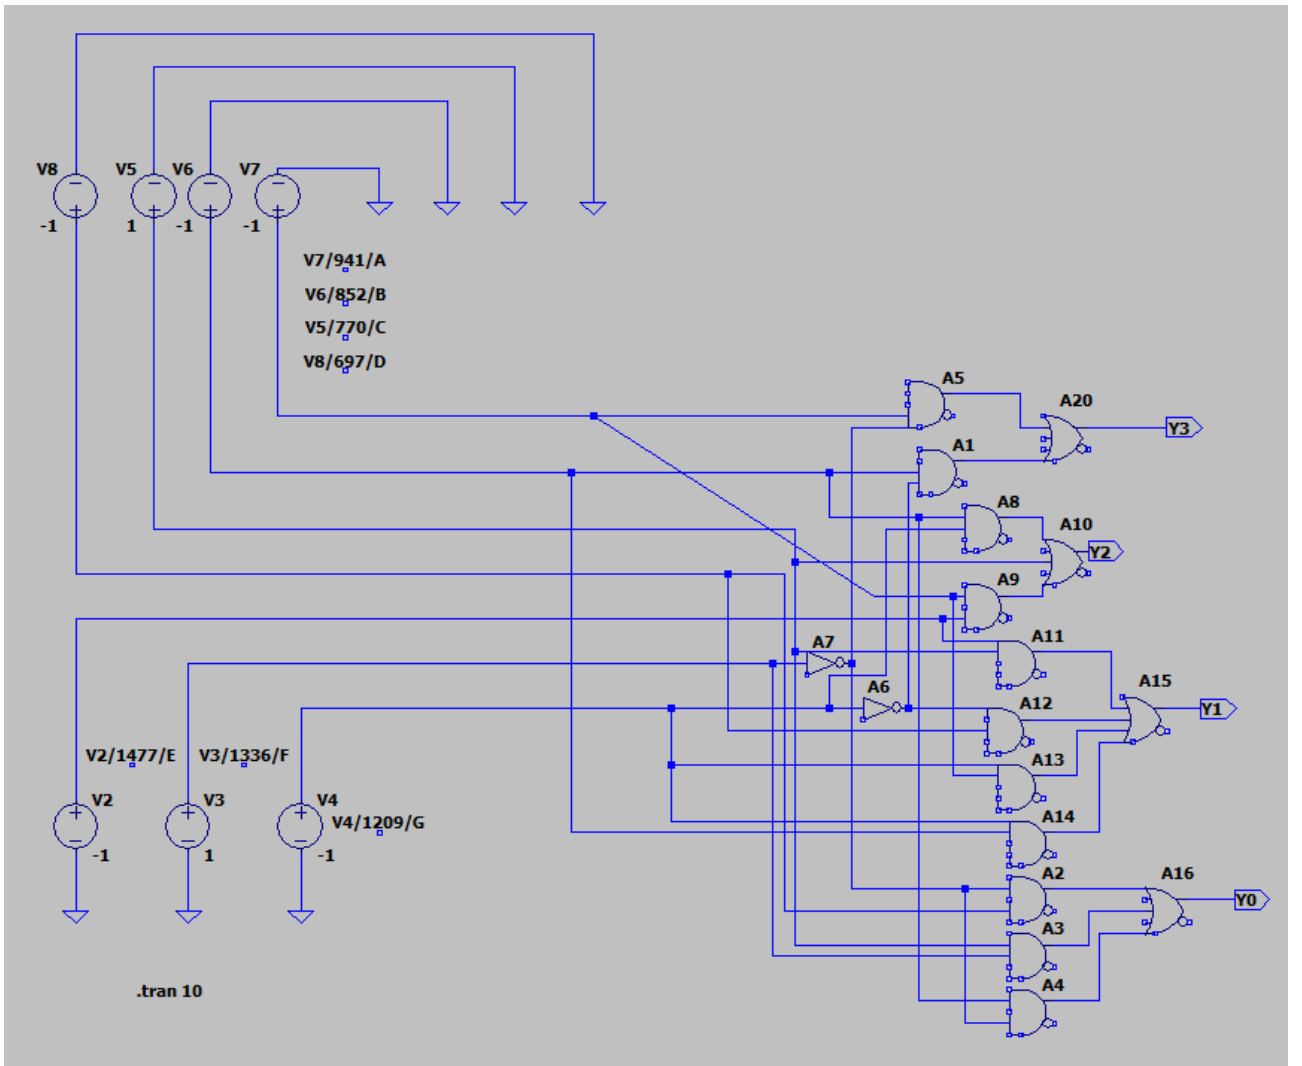 V8 V5 V6 V7
-1 1 -1 -1
V7/941/A
V6/852/B
V5/770/C
V8/697/D
A5
A20
Y3
A1
A8
A10
Y2
A9
A11
A7
A6
A15
A12
Y1
V2/1477/E V3/1336/F
A13
V2 V3 V4
V4/1209/G
A14
-1 1 -1
A2 A16
Y0
A3
A4
.tran 10